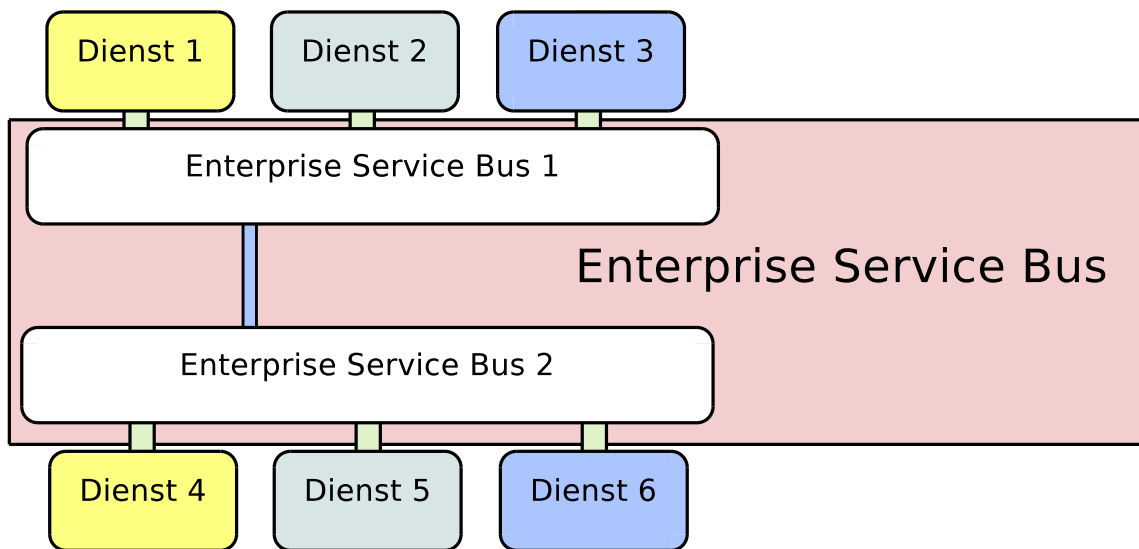 Dienst 1
Dienst 2
Dienst 3
Enterprise Service Bus 1
Enterprise Service Bus
Enterprise Service Bus 2
Dienst 4
Dienst 5
Dienst 6